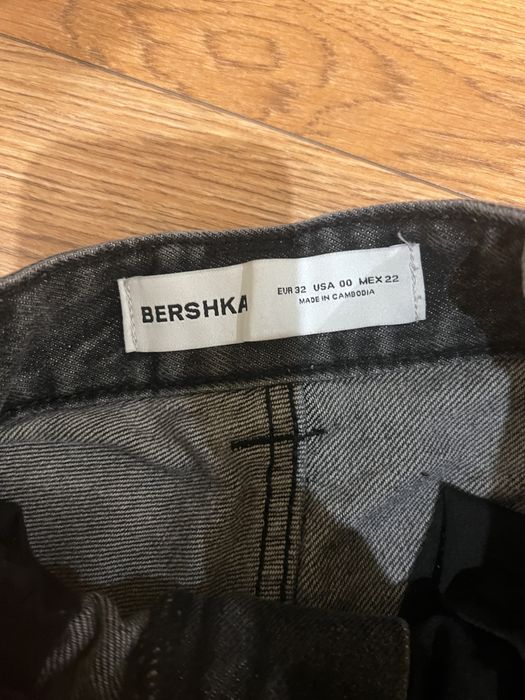 BERSHKA
EUR 32 USA 00 MEX 22
MADE IN CAMBODIA